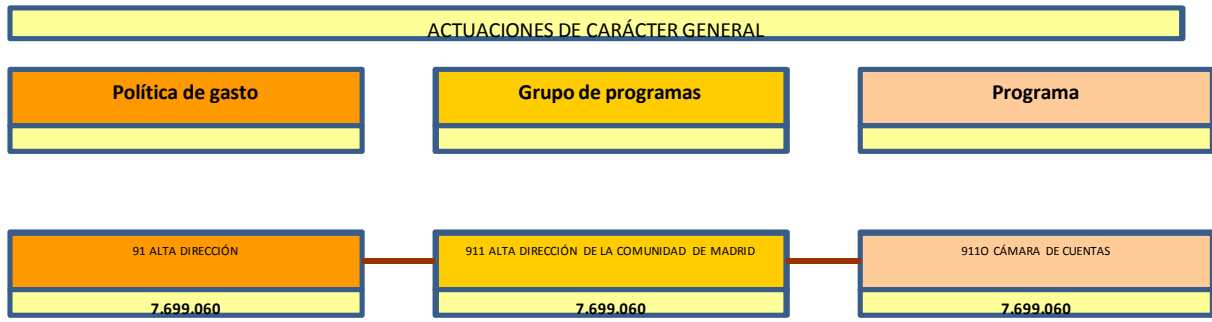 ACTUACIONES DE CARÁCTER GENERAL
Política de gasto
Grupo de programas
Programa
91 ALTA DIRECCIÓN
911 ALTA DIRECCIÓN DE LA COMUNIDAD DE MADRID
911O CÁMARA DE CUENTAS
7.699.060
7.699.060
7.699.060